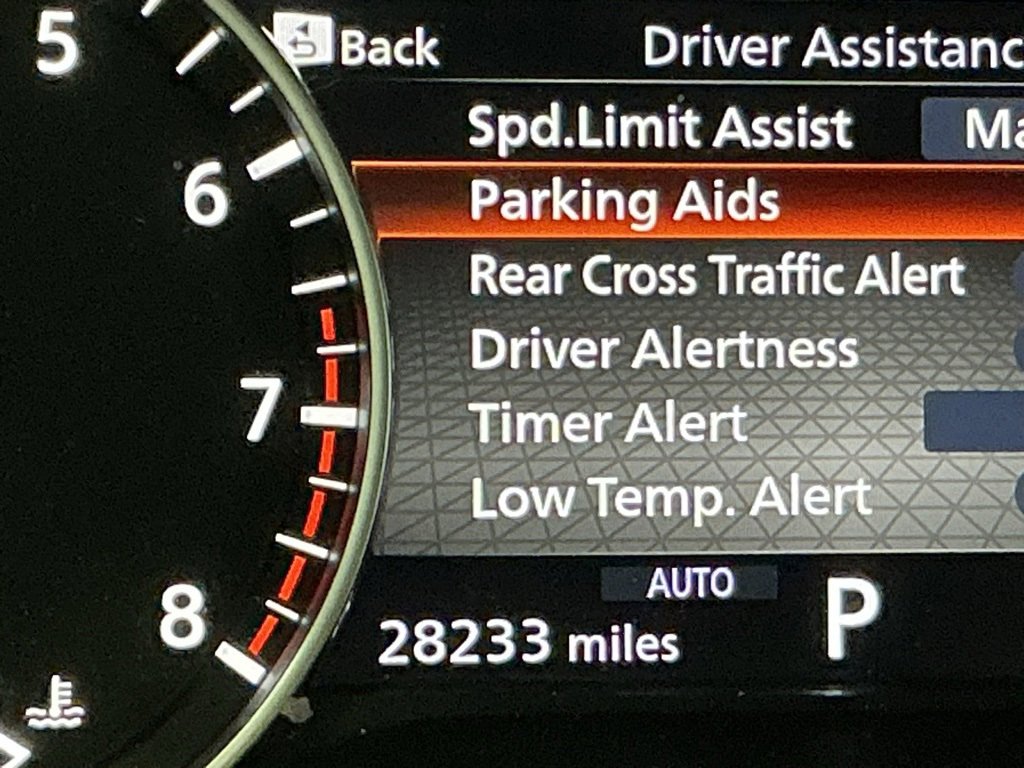 5
6
7
8
Back
Driver Assistanc
Spd.Limit Assist Ma
Parking Aids
Rear Cross Traffic Alert
Driver Alertness
Timer Alert
Low Temp. Alert
AUTO
28233 miles P